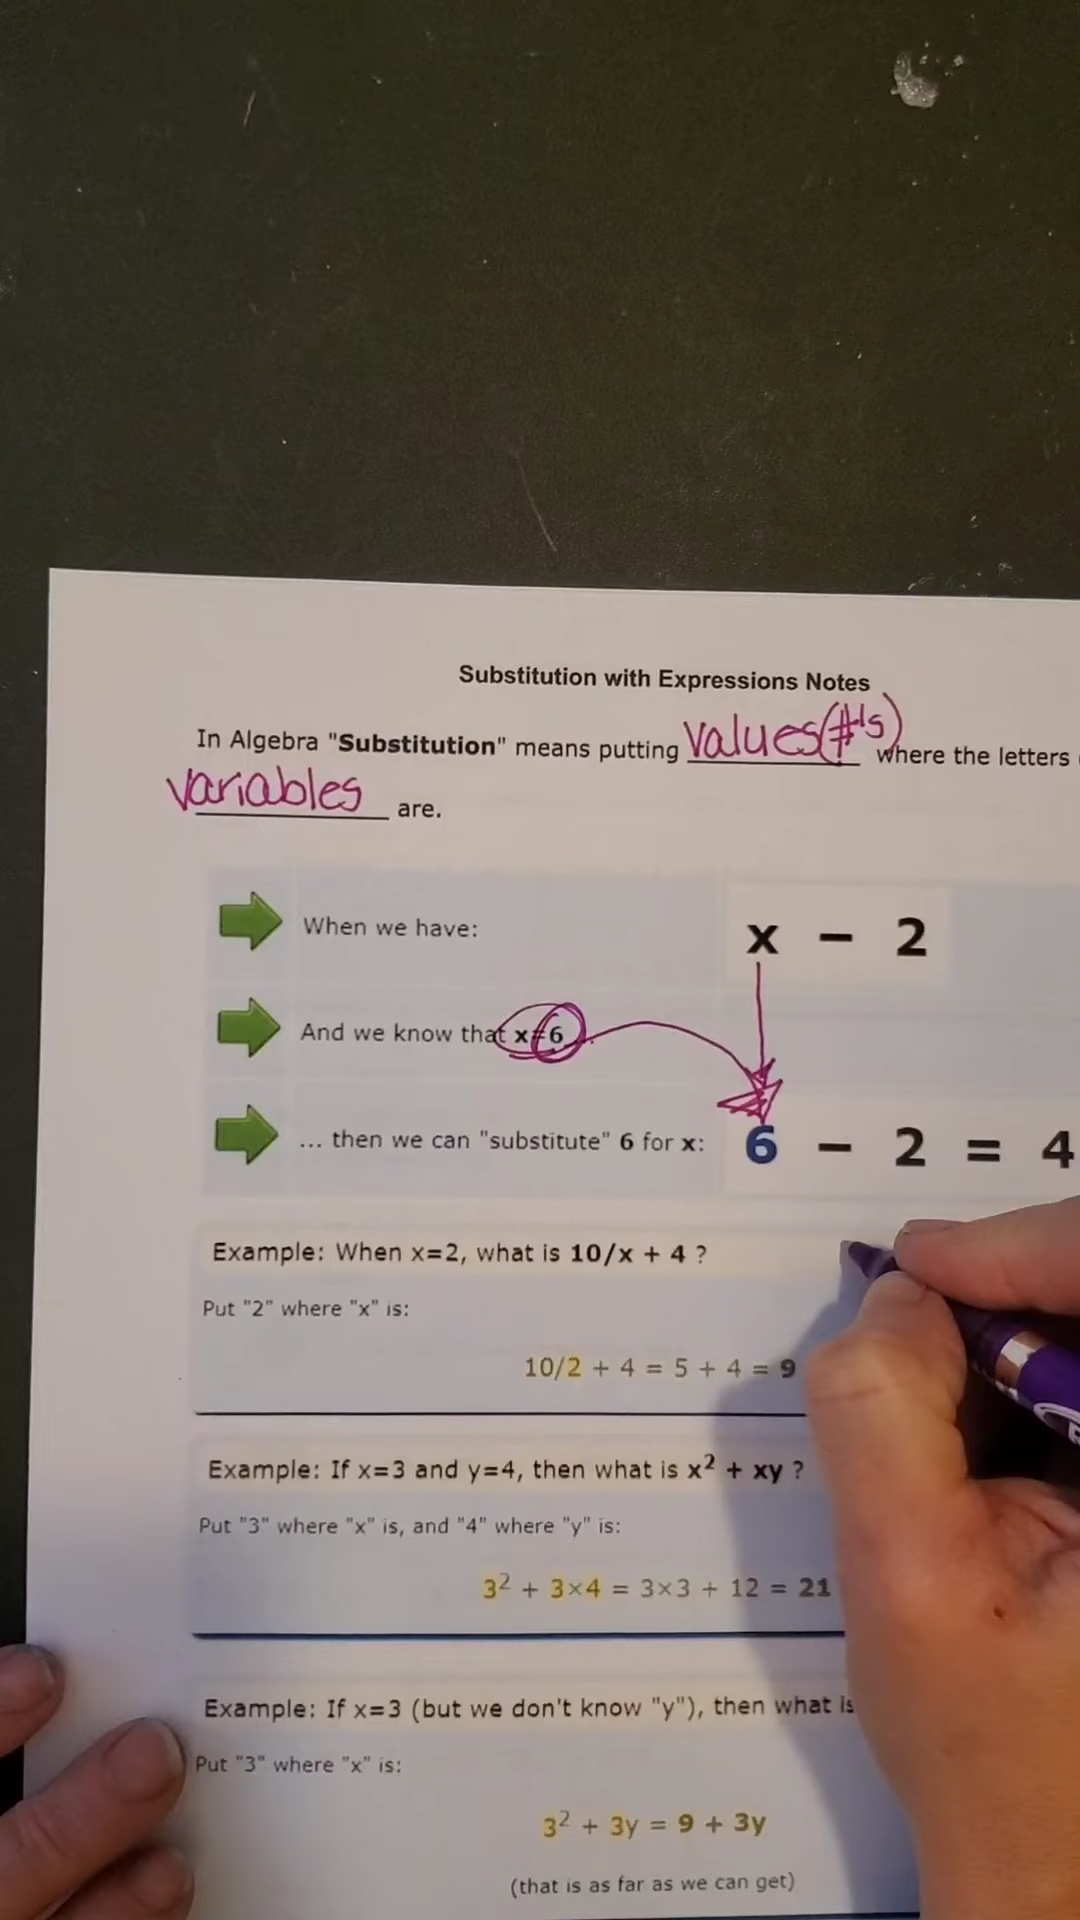 Substitution with Expressions Notes
In Algebra "Substitution" means putting values(#'s) where the letters
variables are.
When we have: x - 2
And we know that x=6
... then we can "substitute" 6 for x: 6 - 2 = 4
Example: When x=2, what is 10/x + 4 ?
Put "2" where "x" is:
10/2 + 4 = 5 + 4 = 9
Example: If x=3 and y=4, then what is x² + xy ?
Put "3" where "x" is, and "4" where "y" is:
3² + 3×4 = 3×3 + 12 = 21
Example: If x=3 (but we don't know "y"), then what is
Put "3" where "x" is:
3² + 3y = 9 + 3y
(that is as far as we can get)